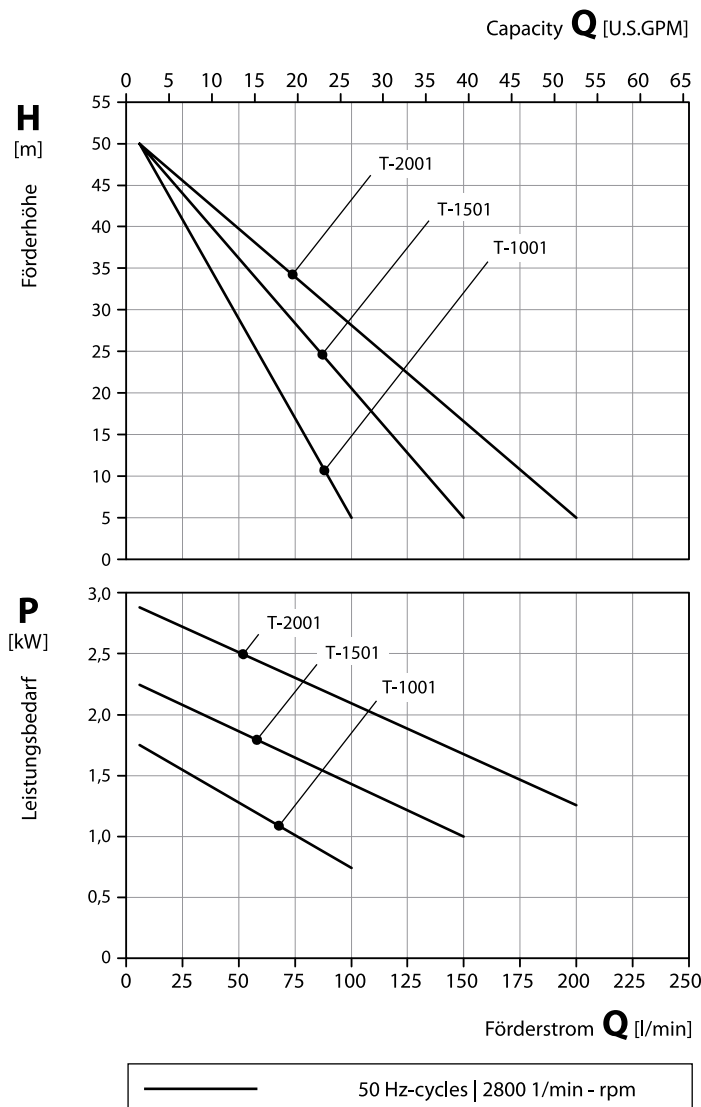 Capacity Q [U.S.GPM]
0 5 10 15 20 25 30 35 40 45 50 55 60 65
H
[m]
Förderhöhe
55
50
45
40
35
30
25
20
15
10
5
0
T-2001
T-1501
T-1001
P
[kW]
Leistungsbedarf
3,0
2,5
2,0
1,5
1,0
0,5
0
T-2001
T-1501
T-1001
0 25 50 75 100 125 150 175 200 225 250
Förderstrom Q [l/min]
50 Hz-cycles | 2800 1/min - rpm